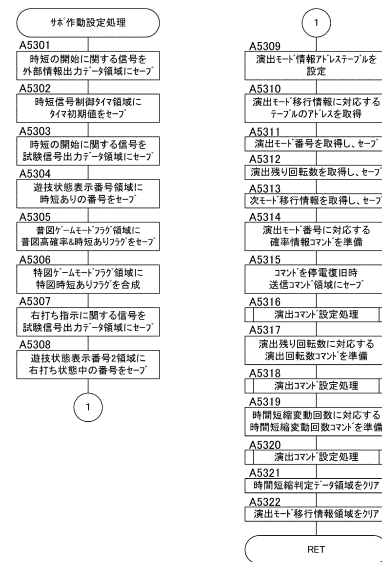 ｻﾎﾟ作動設定処理
A5301
時短の開始に関する信号を
外部情報出力ﾃﾞｰﾀ領域にｾｰﾌﾞ
A5302
時短信号制御ﾀｲﾏ領域に
ﾀｲﾏ初期値をｾｰﾌﾞ
A5303
時短の開始に関する信号を
試験信号出力ﾃﾞｰﾀ領域にｾｰﾌﾞ
A5304
遊技状態表示番号領域に
時短ありの番号をｾｰﾌﾞ
A5305
普図ｹﾞｰﾑﾓｰﾄﾞﾌﾗｸﾞ領域に
普図高確率&時短ありﾌﾗｸﾞをｾｰﾌﾞ
A5306
特図ｹﾞｰﾑﾓｰﾄﾞﾌﾗｸﾞ領域に
特図時短ありﾌﾗｸﾞを合成
A5307
右打ち指示に関する信号を
試験信号出力ﾃﾞｰﾀ領域にｾｰﾌﾞ
A5308
遊技状態表示番号2領域に
右打ち状態中の番号をｾｰﾌﾞ
1
1
A5309
演出ﾓｰﾄﾞ情報ｱﾄﾞﾚｽﾃｰﾌﾞﾙを
設定
A5310
演出ﾓｰﾄﾞ移行情報に対応する
ﾃｰﾌﾞﾙのｱﾄﾞﾚｽを取得
A5311
演出ﾓｰﾄﾞ番号を取得し、ｾｰﾌﾞ
A5312
演出残り回転数を取得し、ｾｰﾌﾞ
A5313
次ﾓｰﾄﾞ移行情報を取得し、ｾｰﾌﾞ
A5314
演出ﾓｰﾄﾞ番号に対応する
確率情報ｺﾏﾝﾄﾞを準備
A5315
ｺﾏﾝﾄﾞを停電復旧時
送信ｺﾏﾝﾄﾞ領域にｾｰﾌﾞ
A5316
演出ｺﾏﾝﾄﾞ設定処理
A5317
演出残り回転数に対応する
演出回転数ｺﾏﾝﾄﾞを準備
A5318
演出ｺﾏﾝﾄﾞ設定処理
A5319
時間短縮変動回数に対応する
時間短縮変動回数ｺﾏﾝﾄﾞを準備
A5320
演出ｺﾏﾝﾄﾞ設定処理
A5321
時間短縮判定ﾃﾞｰﾀ領域をｸﾘｱ
A5322
演出ﾓｰﾄﾞ移行情報領域をｸﾘｱ
RET